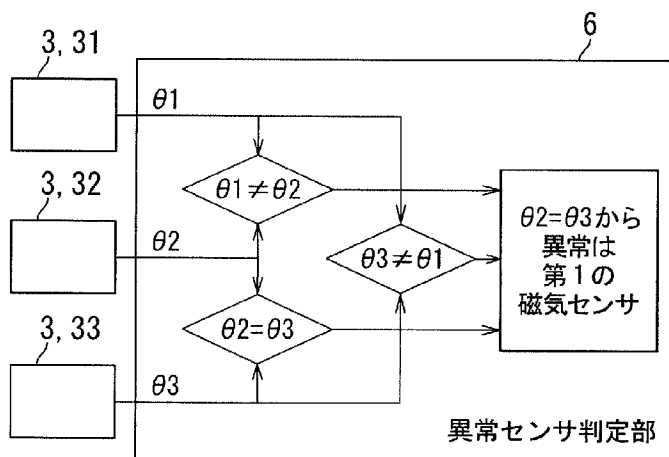 6
3, 31
θ1
θ1≠θ2
3, 32
θ2
θ3≠θ1
θ2=θ3から
異常は
第1の
磁気センサ
θ2=θ3
3, 33
θ3
異常センサ判定部